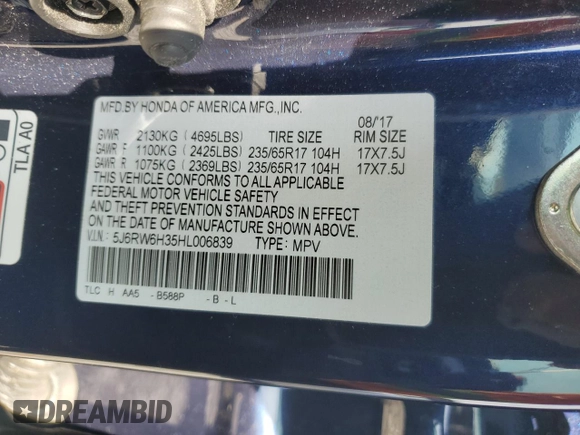 MFD.BY HONDA OF AMERICA MFG.,INC.
08/17
GVWR 2130KG (4695LBS) TIRE SIZE RIM SIZE
GAWR F 1100KG (2425LBS) 235/65R17 104H 17X7.5J
GAWR R 1075KG (2369LBS) 235/65R17 104H 17X7.5J
THIS VEHICLE CONFORMS TO ALL APPLICABLE
FEDERAL MOTOR VEHICLE SAFETY
AND THEFT PREVENTION STANDARDS IN EFFECT
ON THE DATE OF MANUFACTURE SHOWN ABOVE.
V.I.N: 5J6RW6H35HL006839 TYPE: MPV
TLC H AA5 -B588P -B-L
TLA A0
DREAMBID